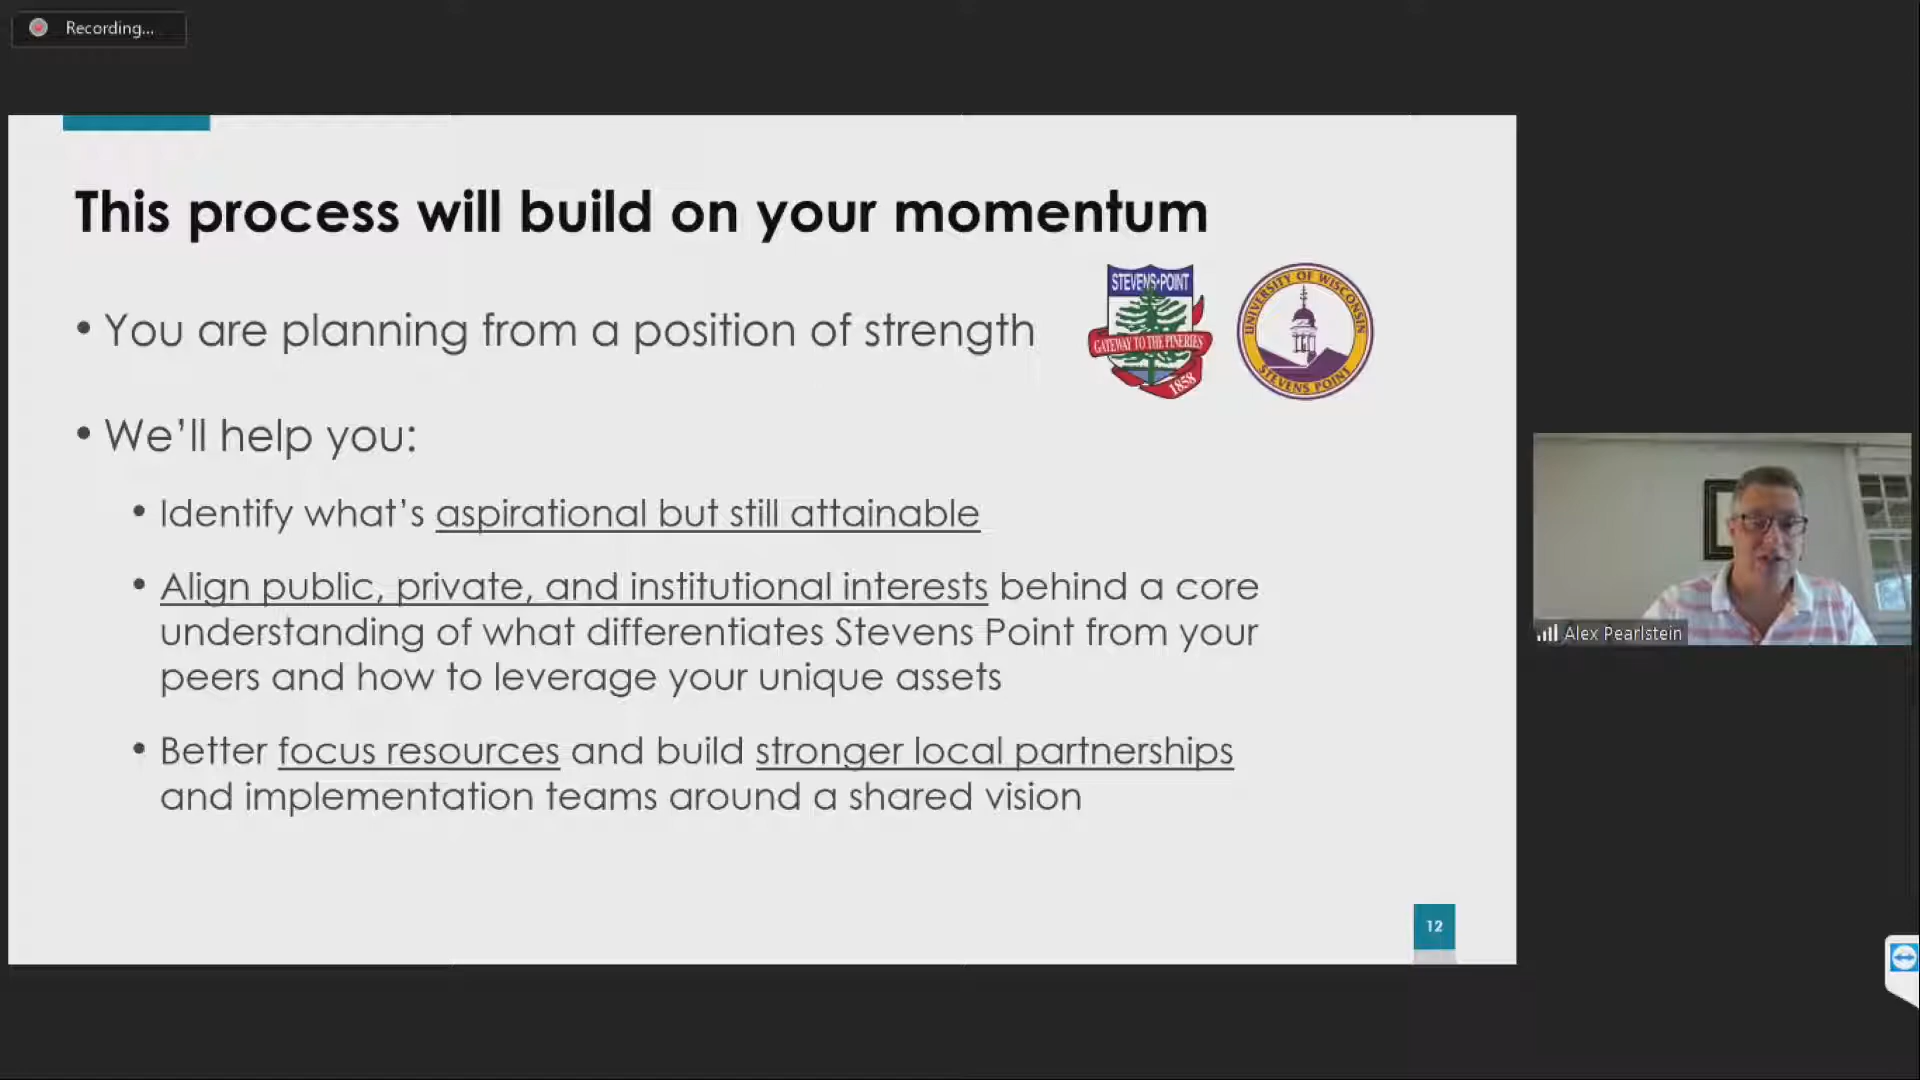 Recording...
This process will build on your momentum
• You are planning from a position of strength
STEVENS•POINT
GATEWAY TO THE PINERIES
1858
UNIVERSITY OF WISCONSIN
STEVENS POINT
• We’ll help you:
• Identify what’s aspirational but still attainable
• Align public, private, and institutional interests behind a core
understanding of what differentiates Stevens Point from your
peers and how to leverage your unique assets
• Better focus resources and build stronger local partnerships
and implementation teams around a shared vision
12
Alex Pearlstein